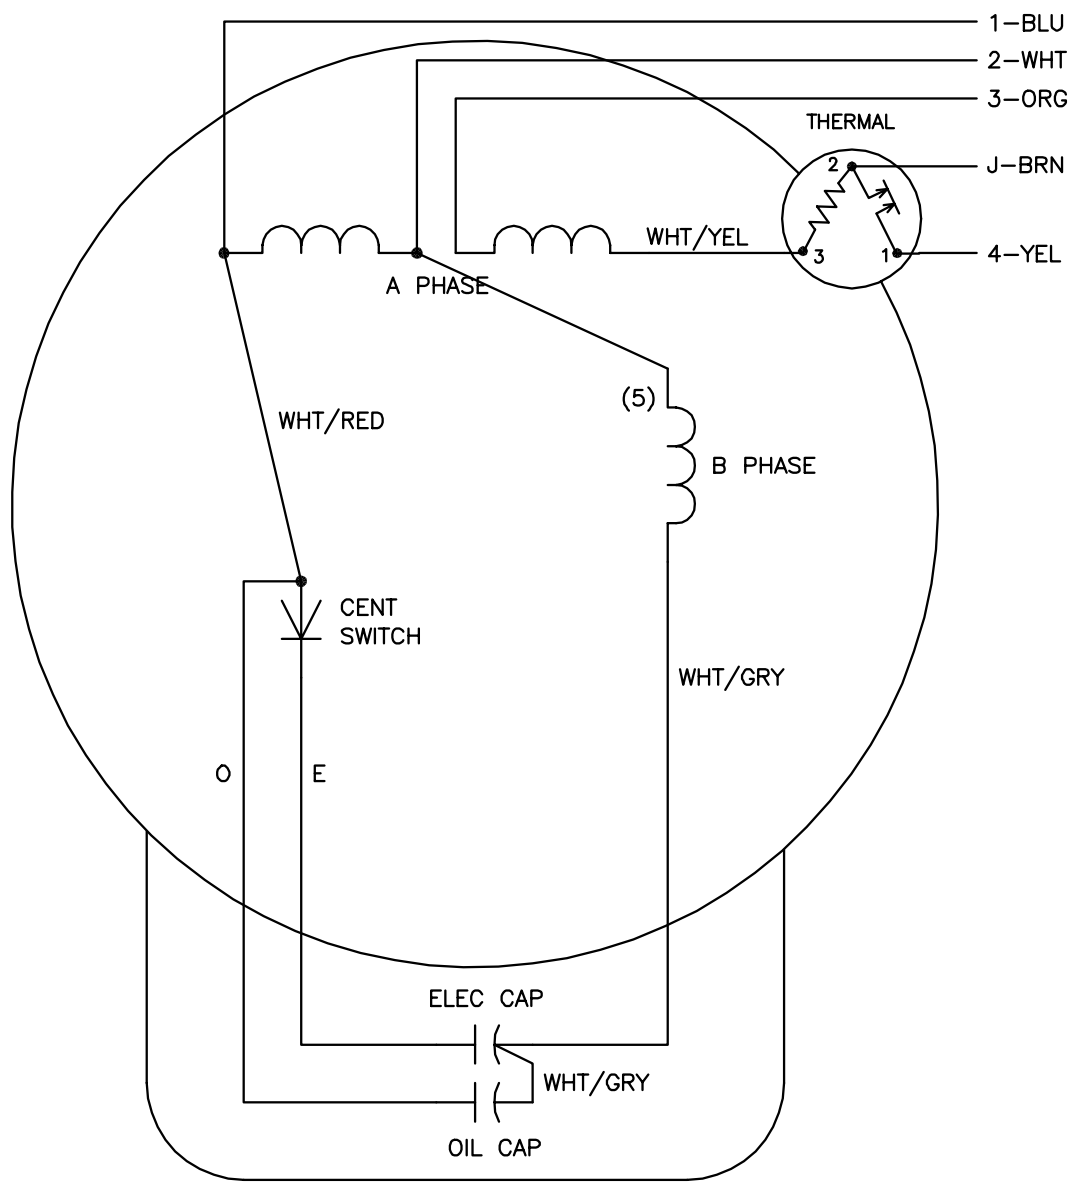 1-BLU
2-WHT
3-ORG
THERMAL
2
J-BRN
WHT/YEL
3
1
4-YEL
A PHASE
(5)
WHT/RED
B PHASE
CENT
SWITCH
WHT/GRY
O
E
ELEC CAP
WHT/GRY
OIL CAP